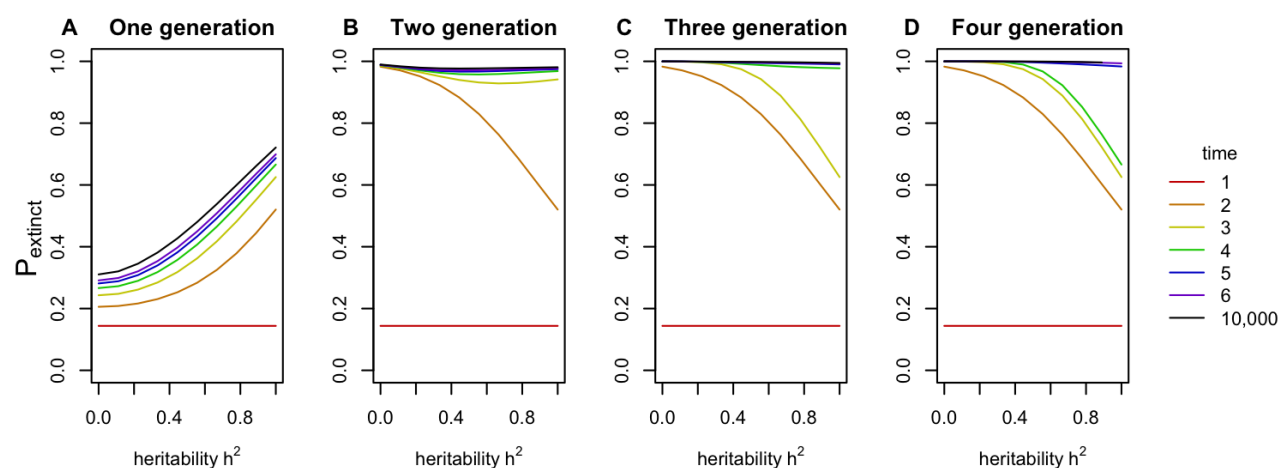 A One generation
B Two generation
C Three generation
D Four generation
P_extinct
1.0
0.8
0.6
0.4
0.2
0.0
0.0 0.4 0.8
heritability h²
1.0
0.8
0.6
0.4
0.2
0.0
0.0 0.4 0.8
heritability h²
1.0
0.8
0.6
0.4
0.2
0.0
0.0 0.4 0.8
heritability h²
1.0
0.8
0.6
0.4
0.2
0.0
0.0 0.4 0.8
heritability h²
time
1
2
3
4
5
6
10,000